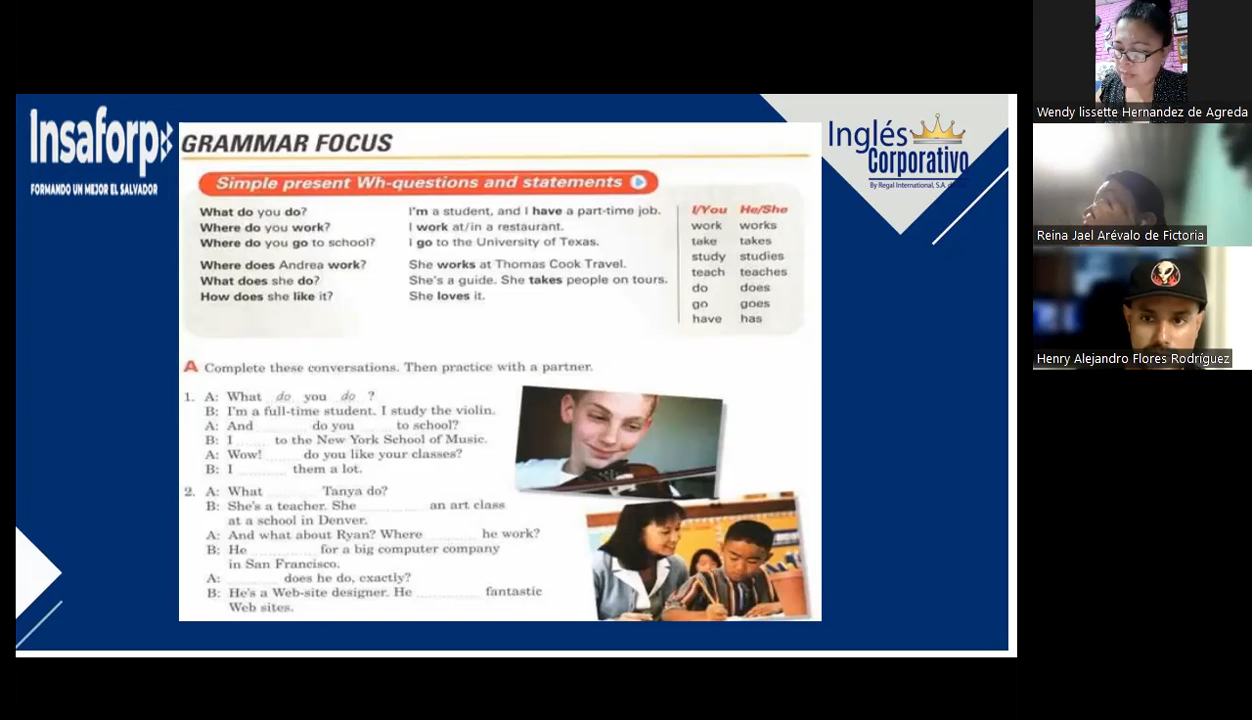 Insaforp
FORMANDO UN MEJOR EL SALVADOR
Inglés
Corporativo
By Regal International, S.A. de
GRAMMAR FOCUS
Simple present Wh-questions and statements
What do you do? I'm a student, and I have a part-time job.
Where do you work? I work at/in a restaurant.
Where do you go to school? I go to the University of Texas.
Where does Andrea work? She works at Thomas Cook Travel.
What does she do? She's a guide. She takes people on tours.
How does she like it? She loves it.
I/You He/She
work works
take takes
study studies
teach teaches
do does
go goes
have has
A Complete these conversations. Then practice with a partner.
1. A: What do you do ?
B: I'm a full-time student. I study the violin.
A: And ........ do you ........ to school?
B: I ........ to the New York School of Music.
A: Wow! ........ do you like your classes?
B: I ........ them a lot.
2. A: What ........ Tanya do?
B: She's a teacher. She ........ an art class
at a school in Denver.
A: And what about Ryan? Where ........ he work?
B: He ........ for a big computer company
in San Francisco.
A: ........ does he do, exactly?
B: He's a Web-site designer. He ........ fantastic
Web sites.
Wendy lissette Hernandez de Agreda
Reina Jael Arévalo de Fictoria
Henry Alejandro Flores Rodríguez